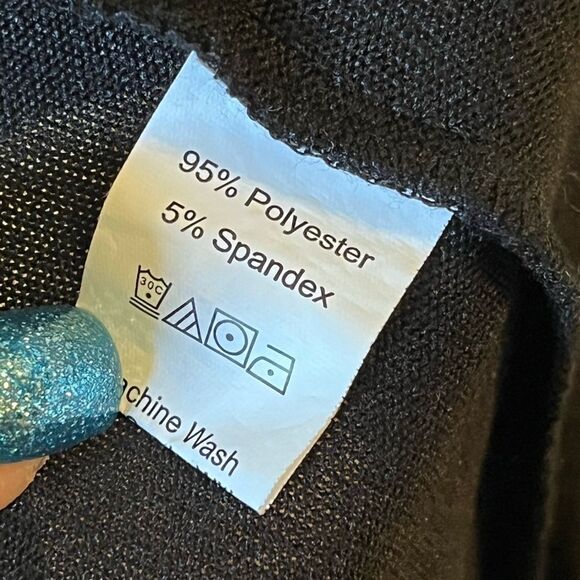 95% Polyester
5% Spandex
30C
achine Wash